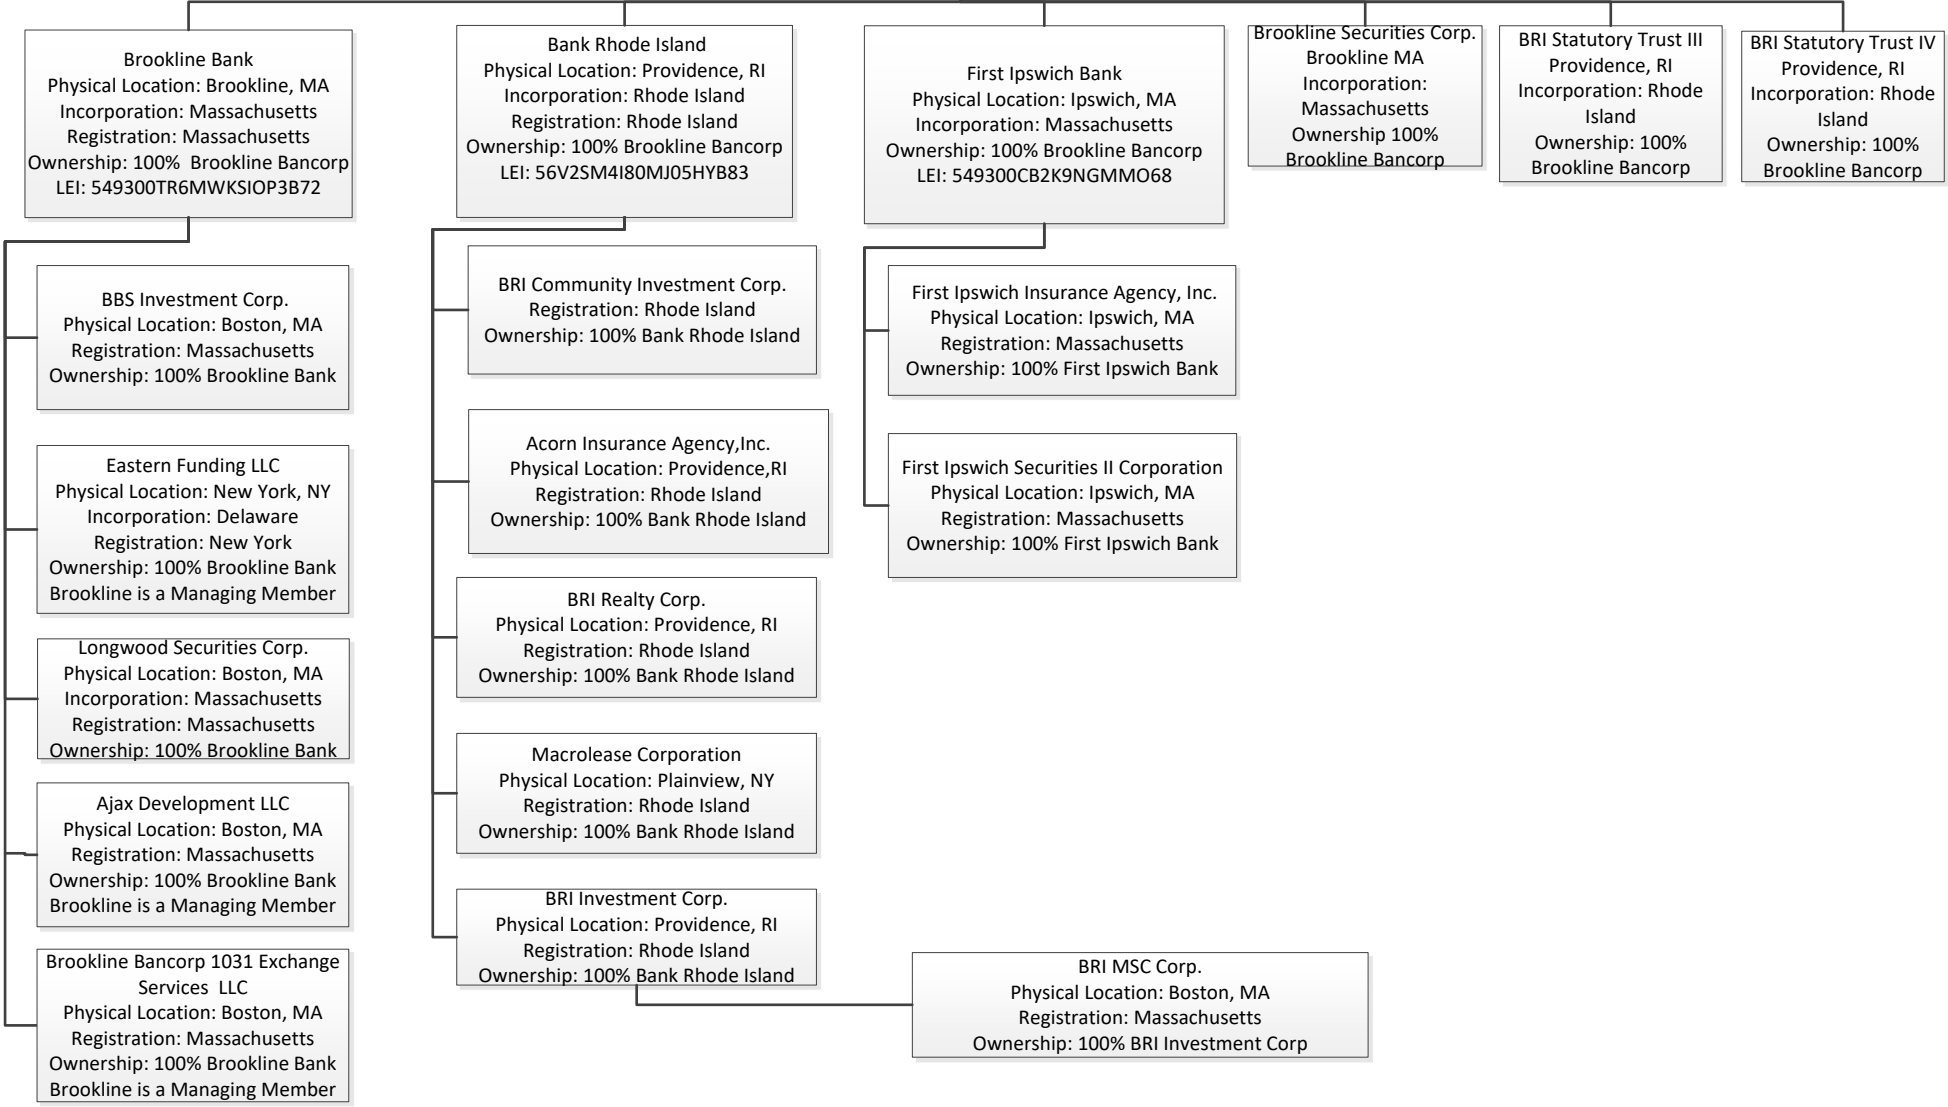 Brookline Bank
Physical Location: Brookline, MA
Incorporation: Massachusetts
Registration: Massachusetts
Ownership: 100%  Brookline Bancorp
LEI: 549300TR6MWKSIOP3B72
Bank Rhode Island
Physical Location: Providence, RI
Incorporation: Rhode Island
Registration: Rhode Island
Ownership: 100% Brookline Bancorp
LEI: 56V2SM4I80MJ05HYB83
First Ipswich Bank
Physical Location: Ipswich, MA
Incorporation: Massachusetts
Ownership: 100% Brookline Bancorp
LEI: 549300CB2K9NGMMO68
Brookline Securities Corp.
Brookline MA
Incorporation:
Massachusetts
Ownership 100%
Brookline Bancorp
BRI Statutory Trust III
Providence, RI
Incorporation: Rhode
Island
Ownership: 100%
Brookline Bancorp
BRI Statutory Trust IV
Providence, RI
Incorporation: Rhode
Island
Ownership: 100%
Brookline Bancorp
BBS Investment Corp.
Physical Location: Boston, MA
Registration: Massachusetts
Ownership: 100% Brookline Bank
Eastern Funding LLC
Physical Location: New York, NY
Incorporation: Delaware
Registration: New York
Ownership: 100% Brookline Bank
Brookline is a Managing Member
Longwood Securities Corp.
Physical Location: Boston, MA
Incorporation: Massachusetts
Registration: Massachusetts
Ownership: 100% Brookline Bank
Ajax Development LLC
Physical Location: Boston, MA
Registration: Massachusetts
Ownership: 100% Brookline Bank
Brookline is a Managing Member
Brookline Bancorp 1031 Exchange
Services  LLC
Physical Location: Boston, MA
Registration: Massachusetts
Ownership: 100% Brookline Bank
Brookline is a Managing Member
BRI Community Investment Corp.
Registration: Rhode Island
Ownership: 100% Bank Rhode Island
Acorn Insurance Agency,Inc.
Physical Location: Providence,RI
Registration: Rhode Island
Ownership: 100% Bank Rhode Island
BRI Realty Corp.
Physical Location: Providence, RI
Registration: Rhode Island
Ownership: 100% Bank Rhode Island
Macrolease Corporation
Physical Location: Plainview, NY
Registration: Rhode Island
Ownership: 100% Bank Rhode Island
BRI Investment Corp.
Physical Location: Providence, RI
Registration: Rhode Island
Ownership: 100% Bank Rhode Island
BRI MSC Corp.
Physical Location: Boston, MA
Registration: Massachusetts
Ownership: 100% BRI Investment Corp
First Ipswich Insurance Agency, Inc.
Physical Location: Ipswich, MA
Registration: Massachusetts
Ownership: 100% First Ipswich Bank
First Ipswich Securities II Corporation
Physical Location: Ipswich, MA
Registration: Massachusetts
Ownership: 100% First Ipswich Bank